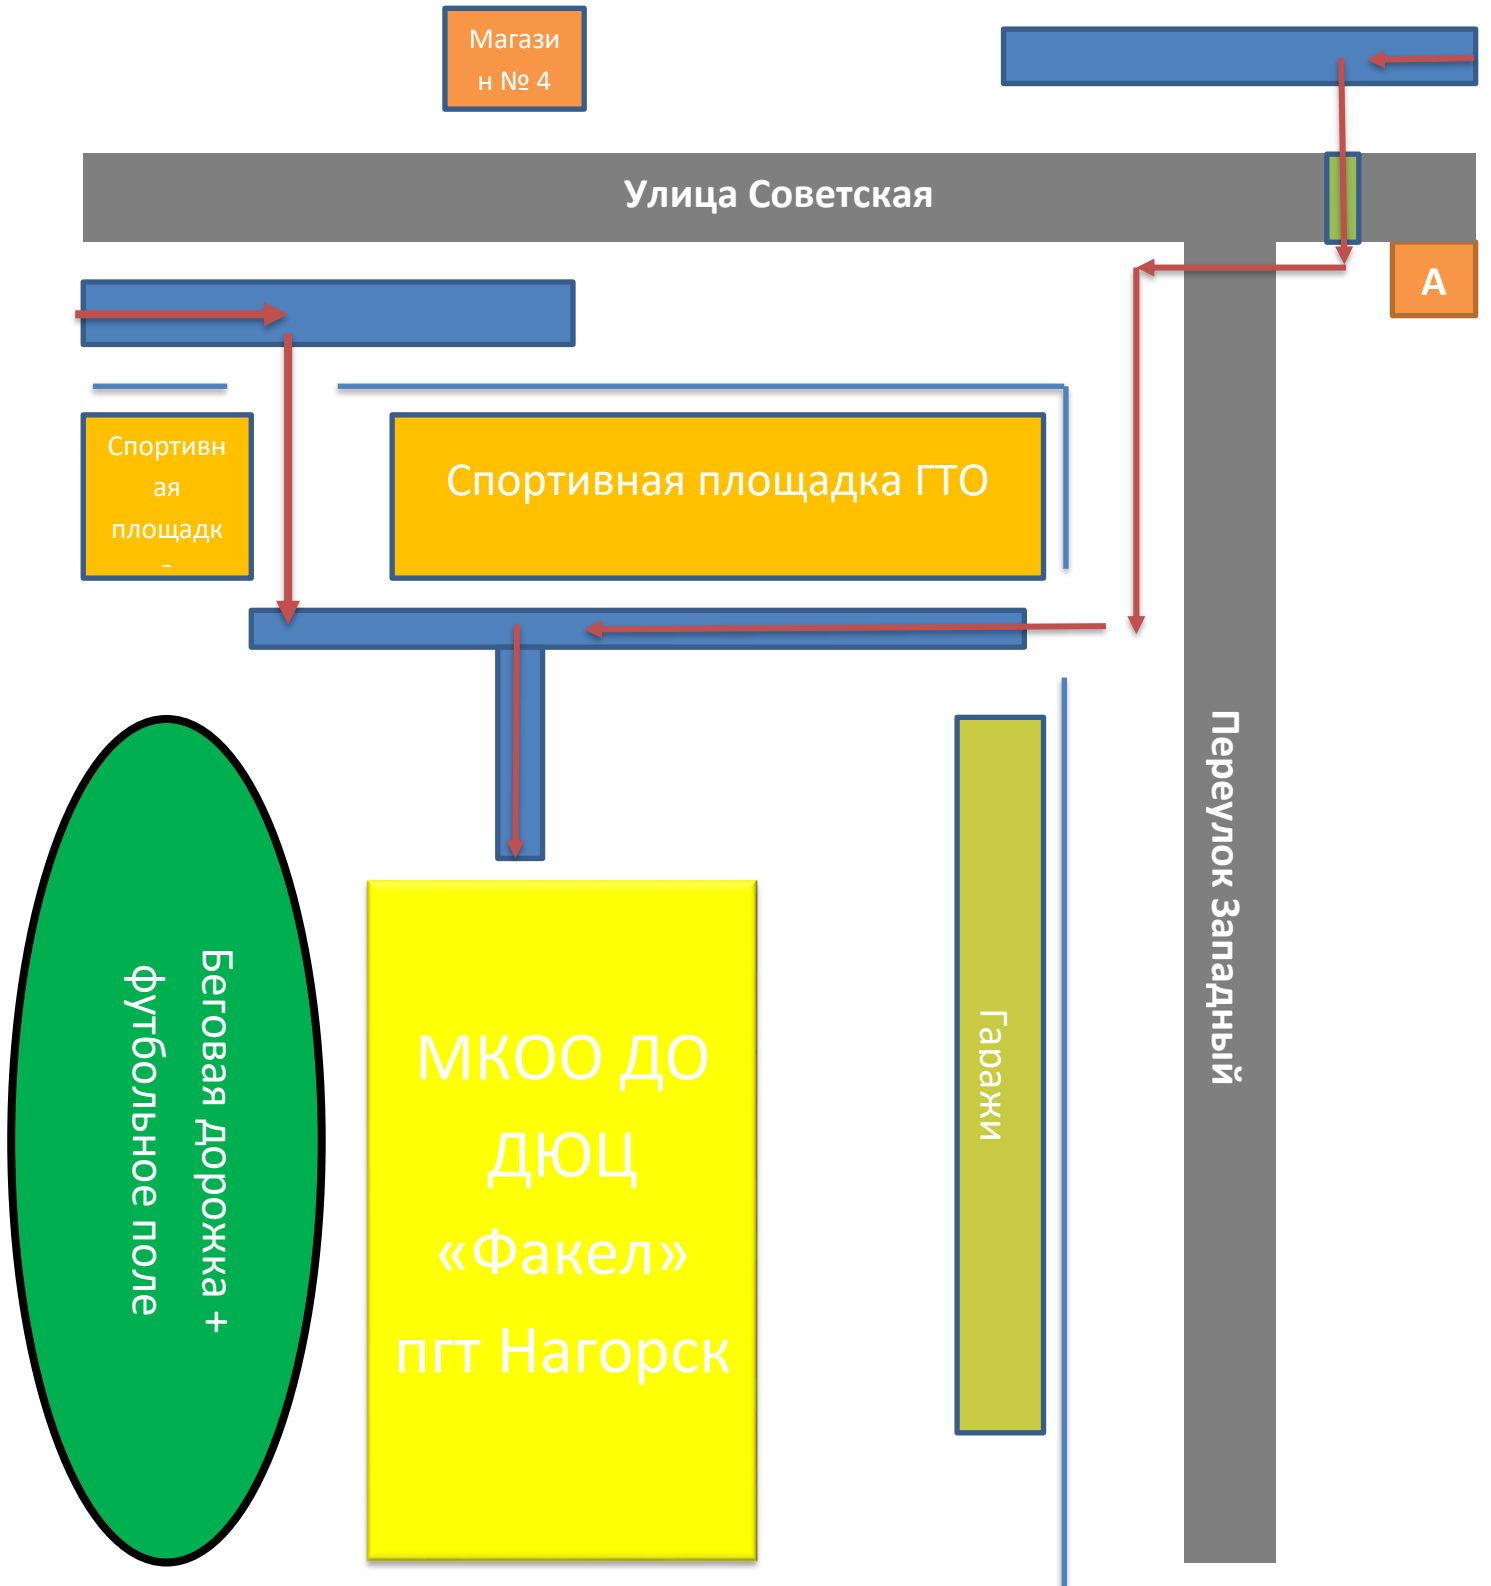 Магази
н № 4
Улица Советская
А
Спортивн
ая
площадк
Спортивная площадка ГТО
Переулок Западный
Гаражи
Беговая дорожка +
футбольное поле
МКОО ДО
ДЮЦ
«Факел»
пгт Нагорск